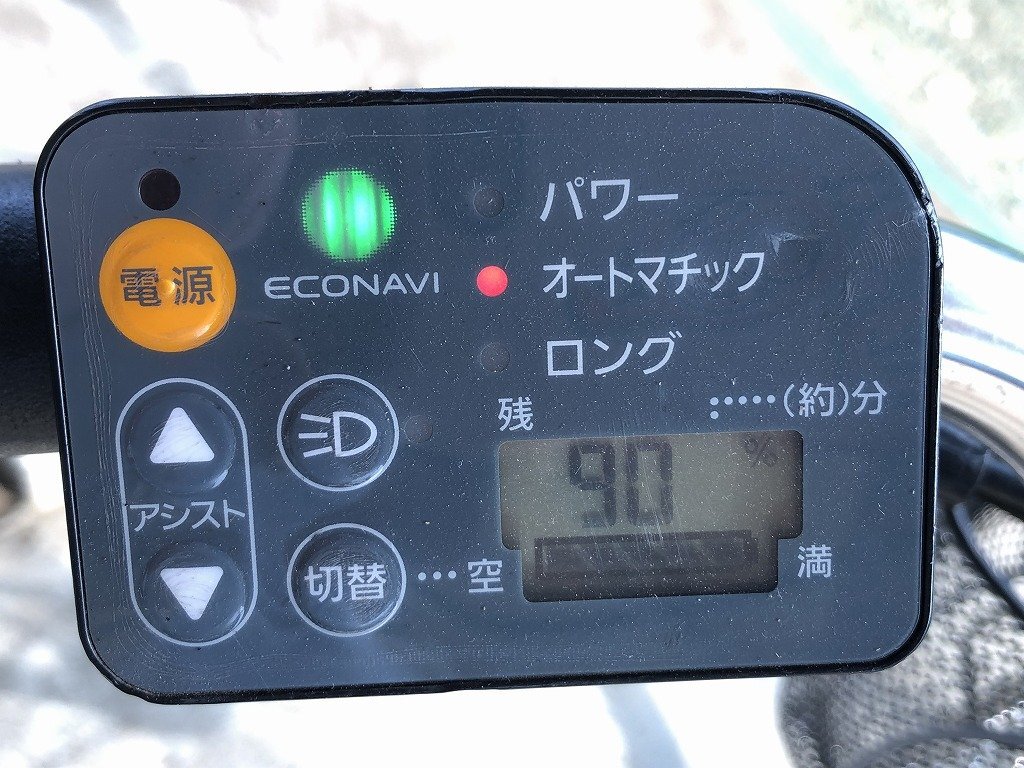 パワー
電源
ECONAVI
オートマチック
ロング
残
(約)分
アシスト
90 %
切替
空
満